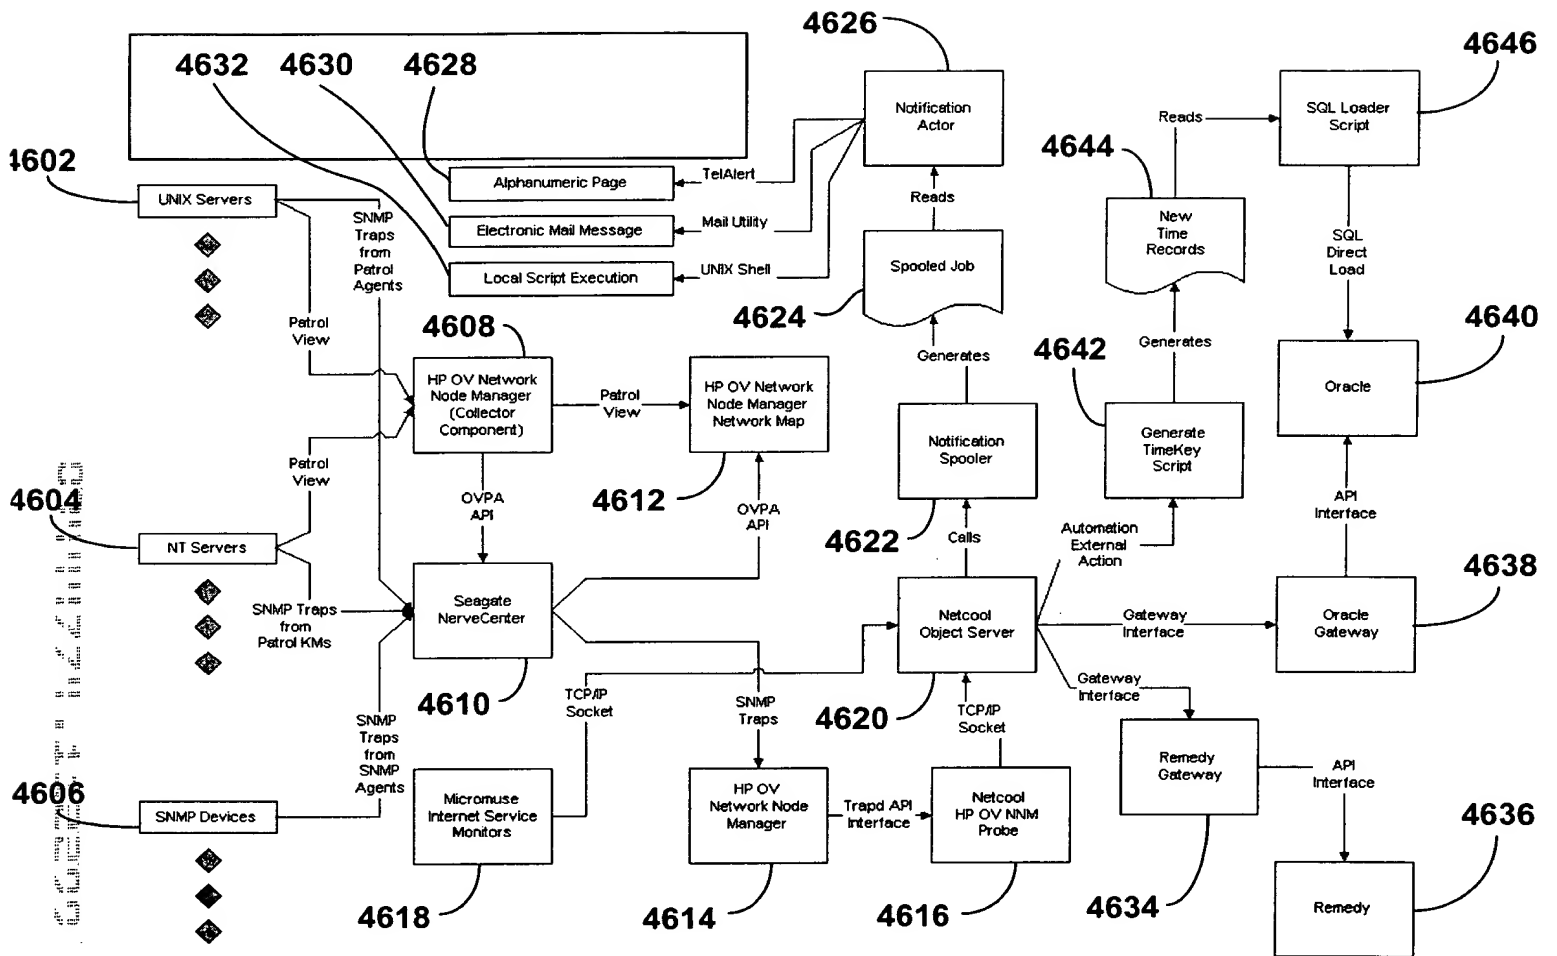 4626
4646
4632
4630
4628
Notification
Actor
SQL Loader
Script
Reads
4644
4602
UNIX Servers
Alphanumeric Page
TelAlert
Electronic Mail Message
Mail Utility
Local Script Execution
UNIX Shell
SNMP
Traps
from
Patrol
Agents
Reads
Spooled Job
4624
New
Time
Records
SQL
Direct
Load
Patrol
View
4608
HP OV Network
Node Manager
(Collector
Component)
Patrol
View
HP OV Network
Node Manager
Network Map
4612
Generates
4642
Generates
4640
Oracle
Notification
Spooler
4622
Generate
TimeKey
Script
Patrol
View
4604
NT Servers
OVPA
API
OVPA
API
Calls
Automation
External
Action
API
Interface
4638
SNMP Traps
from
Patrol KMs
Seagate
NerveCenter
4610
Netcool
Object Server
4620
Gateway
Interface
Oracle
Gateway
Gateway
Interface
TCP/IP
Socket
SNMP
Traps
TCP/IP
Socket
SNMP
Traps
from
SNMP
Agents
4606
SNMP Devices
Micromuse
Internet Service
Monitors
4618
HP OV
Network Node
Manager
4614
Trapd API
Interface
Netcool
HP OV NNM
Probe
4616
Remedy
Gateway
4634
API
Interface
4636
Remedy